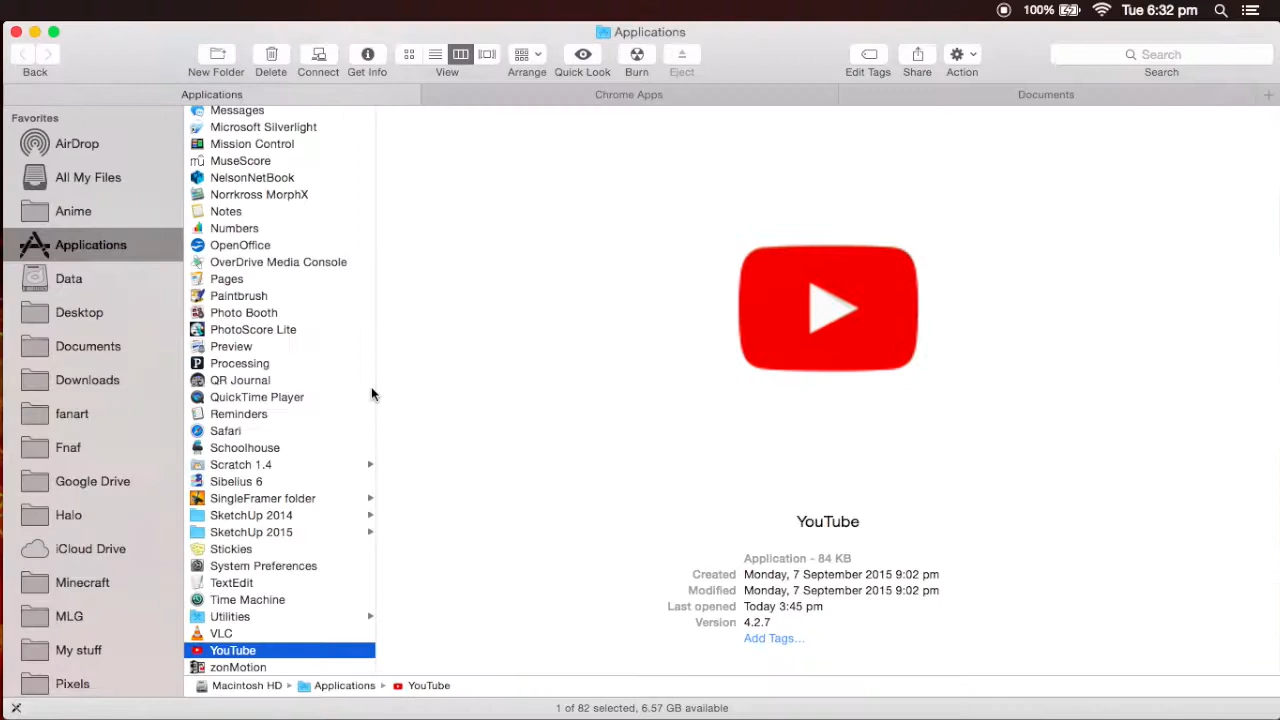 100% Tue 6:32 pm
Applications
Back New Folder Delete Connect Get Info View Arrange Quick Look Burn Eject Edit Tags Share Action Search
Search
Applications Chrome Apps Documents
Favorites
AirDrop
All My Files
Anime
Applications
Data
Desktop
Documents
Downloads
fanart
Fnaf
Google Drive
Halo
iCloud Drive
Minecraft
MLG
My stuff
Pixels
Messages
Microsoft Silverlight
Mission Control
MuseScore
NelsonNetBook
Norrkross MorphX
Notes
Numbers
OpenOffice
OverDrive Media Console
Pages
Paintbrush
Photo Booth
PhotoScore Lite
Preview
Processing
QR Journal
QuickTime Player
Reminders
Safari
Schoolhouse
Scratch 1.4
Sibelius 6
SingleFramer folder
SketchUp 2014
SketchUp 2015
Stickies
System Preferences
TextEdit
Time Machine
Utilities
VLC
YouTube
zonMotion
YouTube
Application - 84 KB
Created Monday, 7 September 2015 9:02 pm
Modified Monday, 7 September 2015 9:02 pm
Last opened Today 3:45 pm
Version 4.2.7
Add Tags…
Macintosh HD Applications YouTube
1 of 82 selected, 6.57 GB available